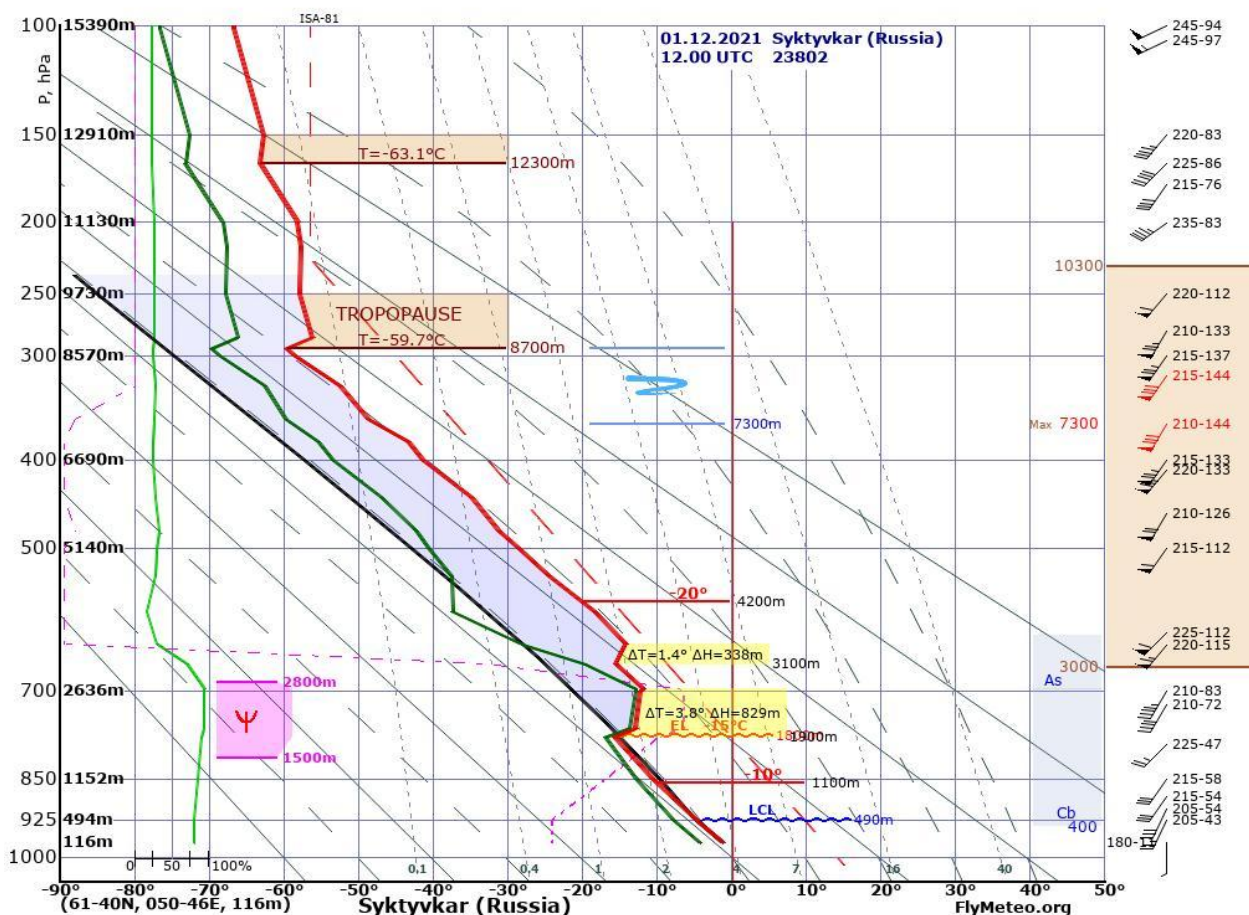 ISA-81
100
15390m
P, hPa
01.12.2021 Syktyvkar (Russia)
12.00 UTC 23802
245-94
245-97
150
12910m
T=-63.1°C
12300m
220-83
225-86
215-76
200
11130m
235-83
10300
250
9730m
TROPOPAUSE
T=-59.7°C
8700m
220-112
210-133
300
8570m
215-137
215-144
7300m
Max 7300
210-144
400
6690m
215-133
220-133
210-126
500
5140m
215-112
-20°
4200m
225-112
220-115
ΔT=1.4° ΔH=338m
3100m
3000
As
700
2636m
2800m
210-83
210-72
ΔT=3.8° ΔH=829m
EL -15°C
1800m
1900m
1500m
225-47
850
1152m
-10°
1100m
215-58
215-54
205-54
205-43
925
494m
LCL
490m
Cb
400
116m
180-11
1000
0 50 100%
0,1 0,4 1 2 4 7 16 40
-90° -80° -70° -60° -50° -40° -30° -20° -10° 0° 10° 20° 30° 40° 50°
(61-40N, 050-46E, 116m)
Syktyvkar (Russia)
FlyMeteo.org